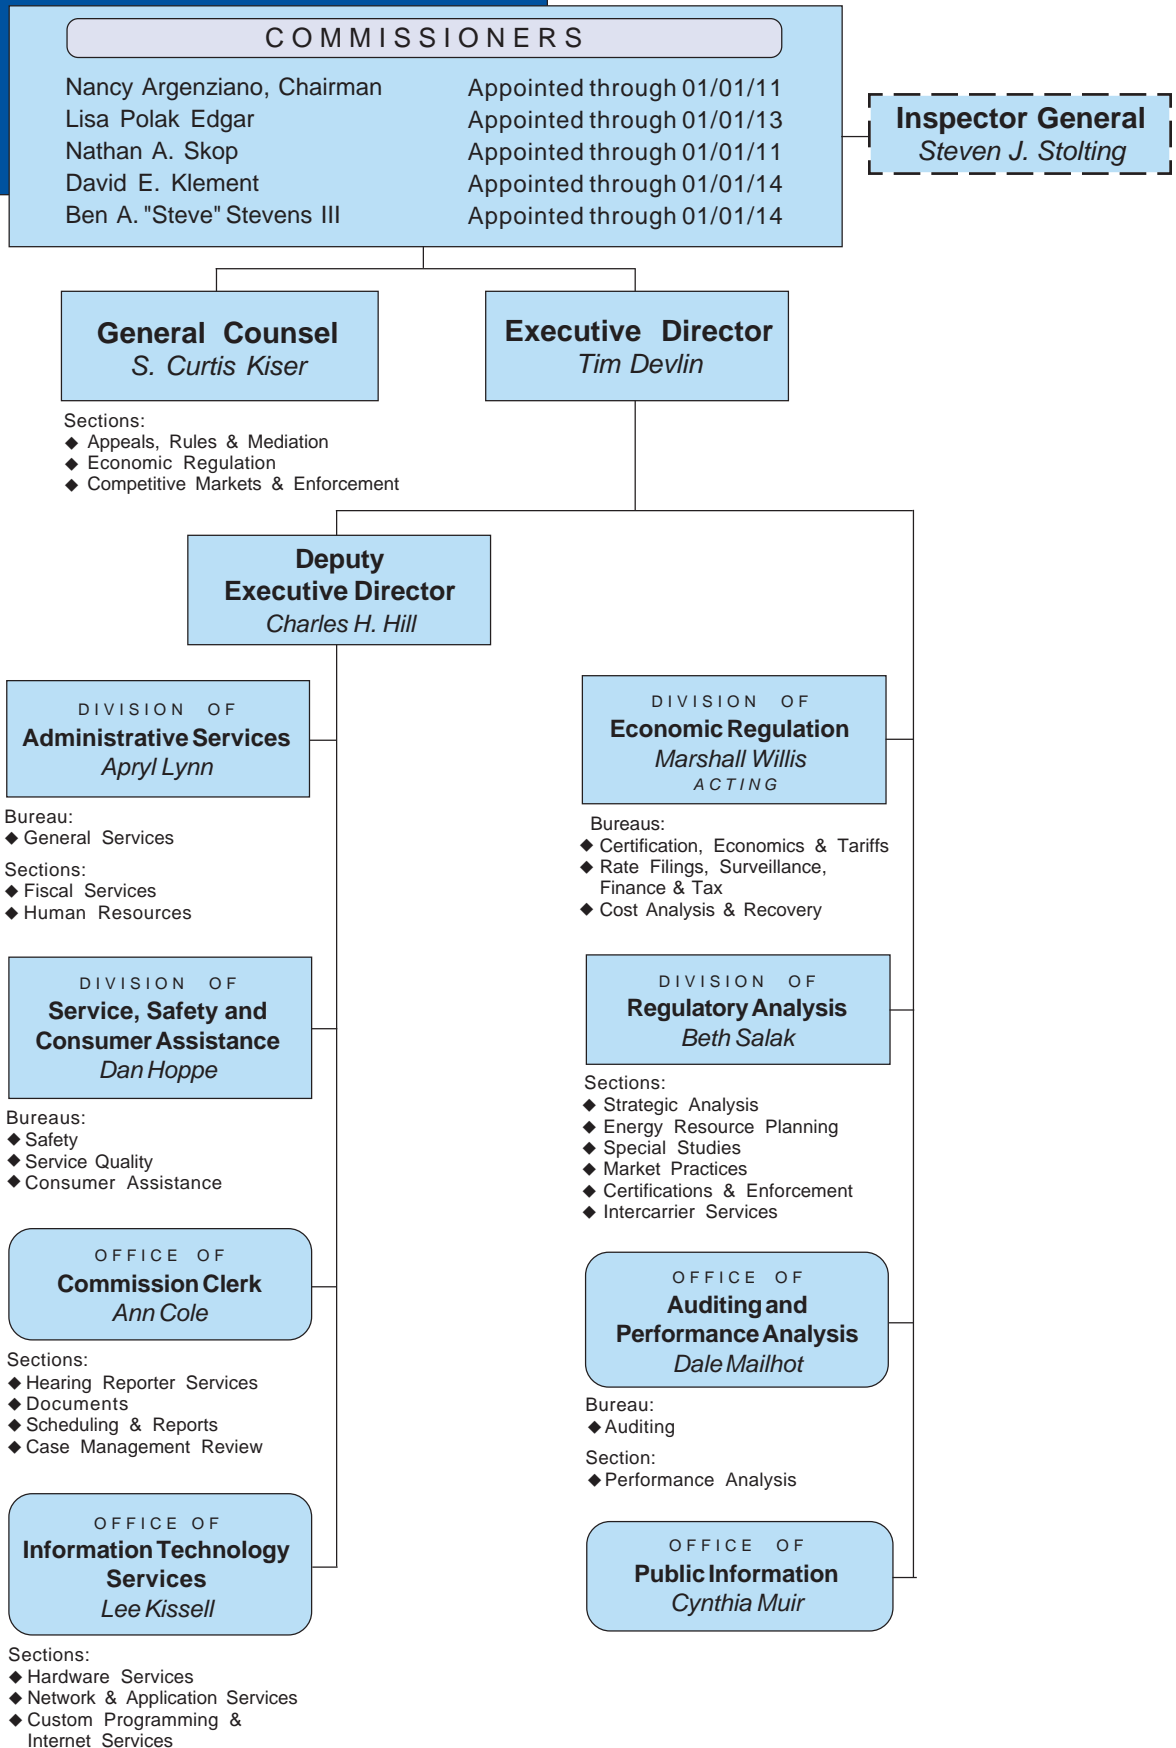 COMMISSIONERS
Nancy Argenziano, Chairman Appointed through 01/01/11
Lisa Polak Edgar Appointed through 01/01/13
Nathan A. Skop Appointed through 01/01/11
David E. Klement Appointed through 01/01/14
Ben A. "Steve" Stevens III Appointed through 01/01/14
Inspector General
Steven J. Stolting
General Counsel
S. Curtis Kiser
Sections:
◆ Appeals, Rules & Mediation
◆ Economic Regulation
◆ Competitive Markets & Enforcement
Executive Director
Tim Devlin
Deputy
Executive Director
Charles H. Hill
DIVISION OF
Administrative Services
Apryl Lynn
Bureau:
◆ General Services
Sections:
◆ Fiscal Services
◆ Human Resources
DIVISION OF
Service, Safety and
Consumer Assistance
Dan Hoppe
Bureaus:
◆ Safety
◆ Service Quality
◆ Consumer Assistance
OFFICE OF
Commission Clerk
Ann Cole
Sections:
◆ Hearing Reporter Services
◆ Documents
◆ Scheduling & Reports
◆ Case Management Review
OFFICE OF
Information Technology
Services
Lee Kissell
Sections:
◆ Hardware Services
◆ Network & Application Services
◆ Custom Programming &
Internet Services
DIVISION OF
Economic Regulation
Marshall Willis
ACTING
Bureaus:
◆ Certification, Economics & Tariffs
◆ Rate Filings, Surveillance,
Finance & Tax
◆ Cost Analysis & Recovery
DIVISION OF
Regulatory Analysis
Beth Salak
Sections:
◆ Strategic Analysis
◆ Energy Resource Planning
◆ Special Studies
◆ Market Practices
◆ Certifications & Enforcement
◆ Intercarrier Services
OFFICE OF
Auditing and
Performance Analysis
Dale Mailhot
Bureau:
◆ Auditing
Section:
◆ Performance Analysis
OFFICE OF
Public Information
Cynthia Muir